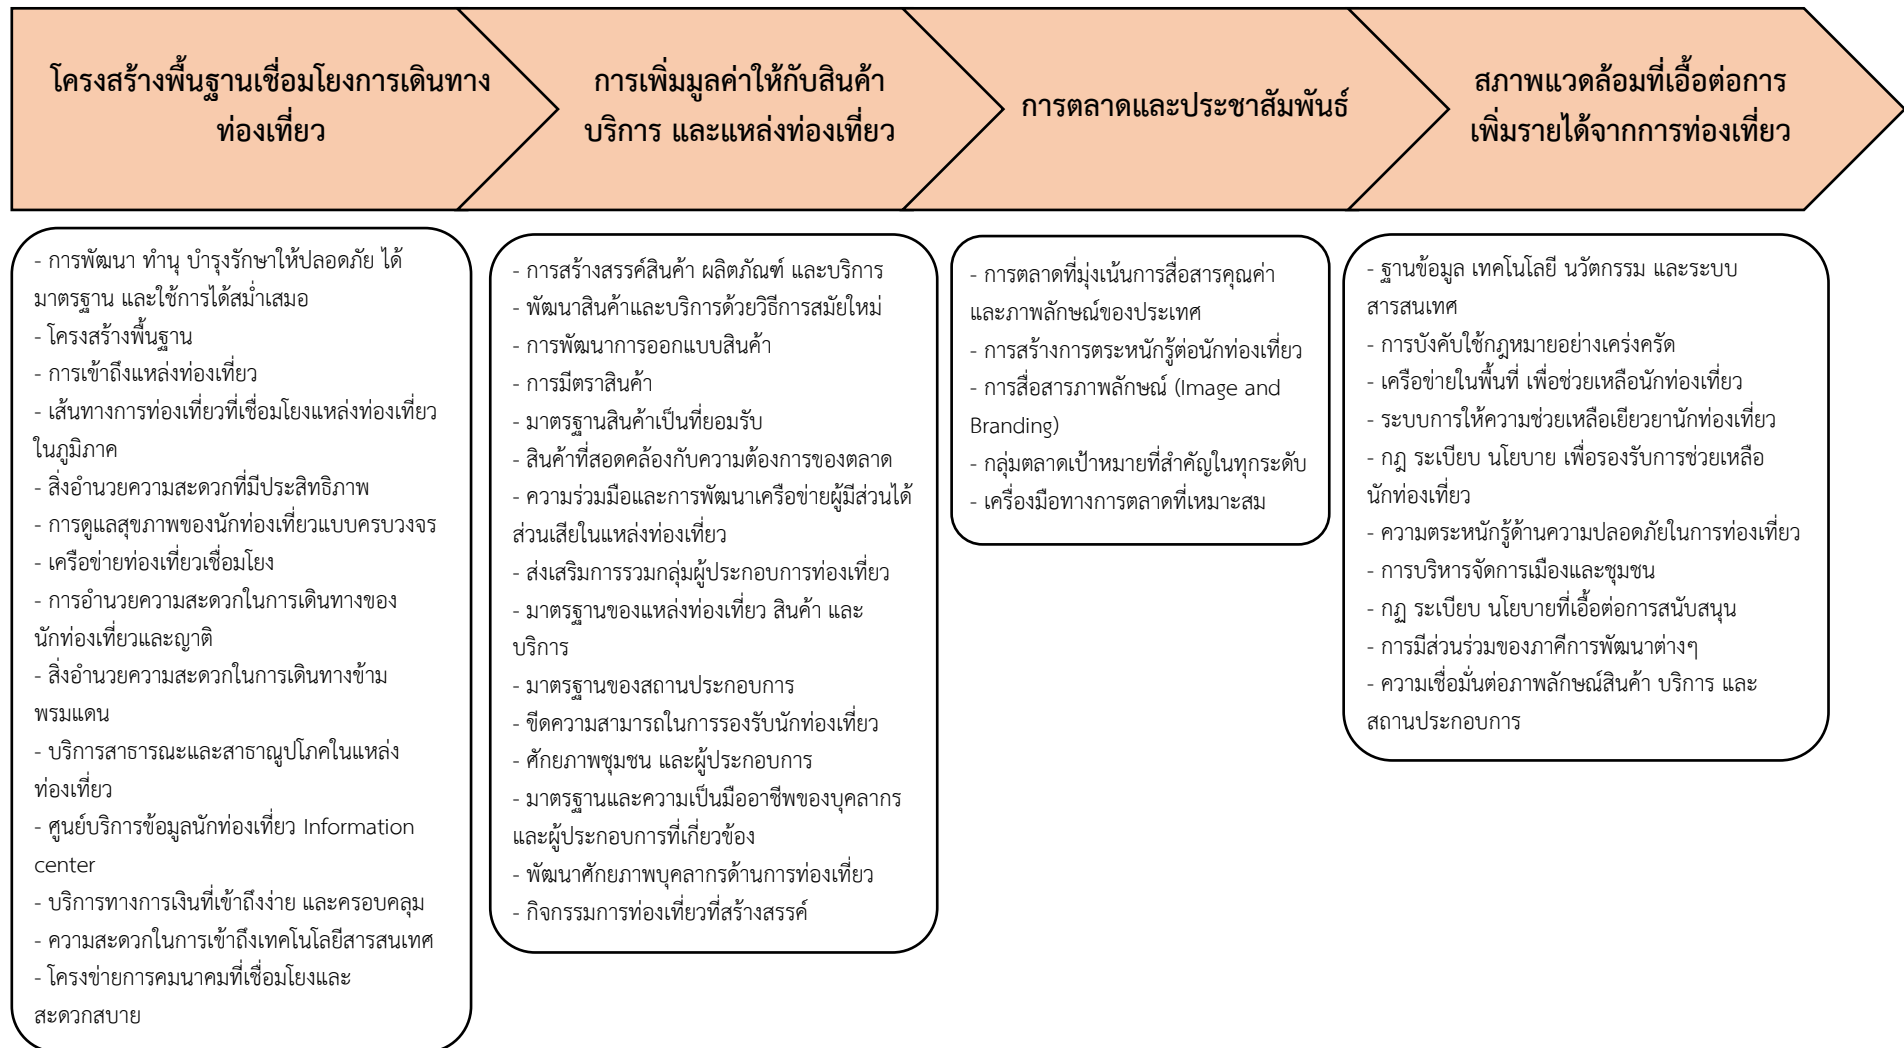 โครงสร้างพื้นฐานเชื่อมโยงการเดินทาง
ท่องเที่ยว
การเพิ่มมูลค่าให้กับสินค้า
บริการ และแหล่งท่องเที่ยว
การตลาดและประชาสัมพันธ์
สภาพแวดล้อมที่เอื้อต่อการ
เพิ่มรายได้จากการท่องเที่ยว
- การพัฒนา ทำนุ บำรุงรักษาให้ปลอดภัย ได้
มาตรฐาน และใช้การได้สม่ำเสมอ
- โครงสร้างพื้นฐาน
- การเข้าถึงแหล่งท่องเที่ยว
- เส้นทางการท่องเที่ยวที่เชื่อมโยงแหล่งท่องเที่ยว
ในภูมิภาค
- สิ่งอำนวยความสะดวกที่มีประสิทธิภาพ
- การดูแลสุขภาพของนักท่องเที่ยวแบบครบวงจร
- เครือข่ายท่องเที่ยวเชื่อมโยง
- การอำนวยความสะดวกในการเดินทางของ
นักท่องเที่ยวและญาติ
- สิ่งอำนวยความสะดวกในการเดินทางข้าม
พรมแดน
- บริการสาธารณะและสาธาณูปโภคในแหล่ง
ท่องเที่ยว
- ศูนย์บริการข้อมูลนักท่องเที่ยว Information
center
- บริการทางการเงินที่เข้าถึงง่าย และครอบคลุม
- ความสะดวกในการเข้าถึงเทคโนโลยีสารสนเทศ
- โครงข่ายการคมนาคมที่เชื่อมโยงและ
สะดวกสบาย
- การสร้างสรรค์สินค้า ผลิตภัณฑ์ และบริการ
- พัฒนาสินค้าและบริการด้วยวิธีการสมัยใหม่
- การพัฒนาการออกแบบสินค้า
- การมีตราสินค้า
- มาตรฐานสินค้าเป็นที่ยอมรับ
- สินค้าที่สอดคล้องกับความต้องการของตลาด
- ความร่วมมือและการพัฒนาเครือข่ายผู้มีส่วนได้
ส่วนเสียในแหล่งท่องเที่ยว
- ส่งเสริมการรวมกลุ่มผู้ประกอบการท่องเที่ยว
- มาตรฐานของแหล่งท่องเที่ยว สินค้า และ
บริการ
- มาตรฐานของสถานประกอบการ
- ขีดความสามารถในการรองรับนักท่องเที่ยว
- ศักยภาพชุมชน และผู้ประกอบการ
- มาตรฐานและความเป็นมืออาชีพของบุคลากร
และผู้ประกอบการที่เกี่ยวข้อง
- พัฒนาศักยภาพบุคลากรด้านการท่องเที่ยว
- กิจกรรมการท่องเที่ยวที่สร้างสรรค์
- การตลาดที่มุ่งเน้นการสื่อสารคุณค่า
และภาพลักษณ์ของประเทศ
- การสร้างการตระหนักรู้ต่อนักท่องเที่ยว
- การสื่อสารภาพลักษณ์ (Image and
Branding)
- กลุ่มตลาดเป้าหมายที่สำคัญในทุกระดับ
- เครื่องมือทางการตลาดที่เหมาะสม
- ฐานข้อมูล เทคโนโลยี นวัตกรรม และระบบ
สารสนเทศ
- การบังคับใช้กฎหมายอย่างเคร่งครัด
- เครือข่ายในพื้นที่ เพื่อช่วยเหลือนักท่องเที่ยว
- ระบบการให้ความช่วยเหลือเยียวยานักท่องเที่ยว
- กฎ ระเบียบ นโยบาย เพื่อรองรับการช่วยเหลือ
นักท่องเที่ยว
- ความตระหนักรู้ด้านความปลอดภัยในการท่องเที่ยว
- การบริหารจัดการเมืองและชุมชน
- กฏ ระเบียบ นโยบายที่เอื้อต่อการสนับสนุน
- การมีส่วนร่วมของภาคีการพัฒนาต่างๆ
- ความเชื่อมั่นต่อภาพลักษณ์สินค้า บริการ และ
สถานประกอบการ